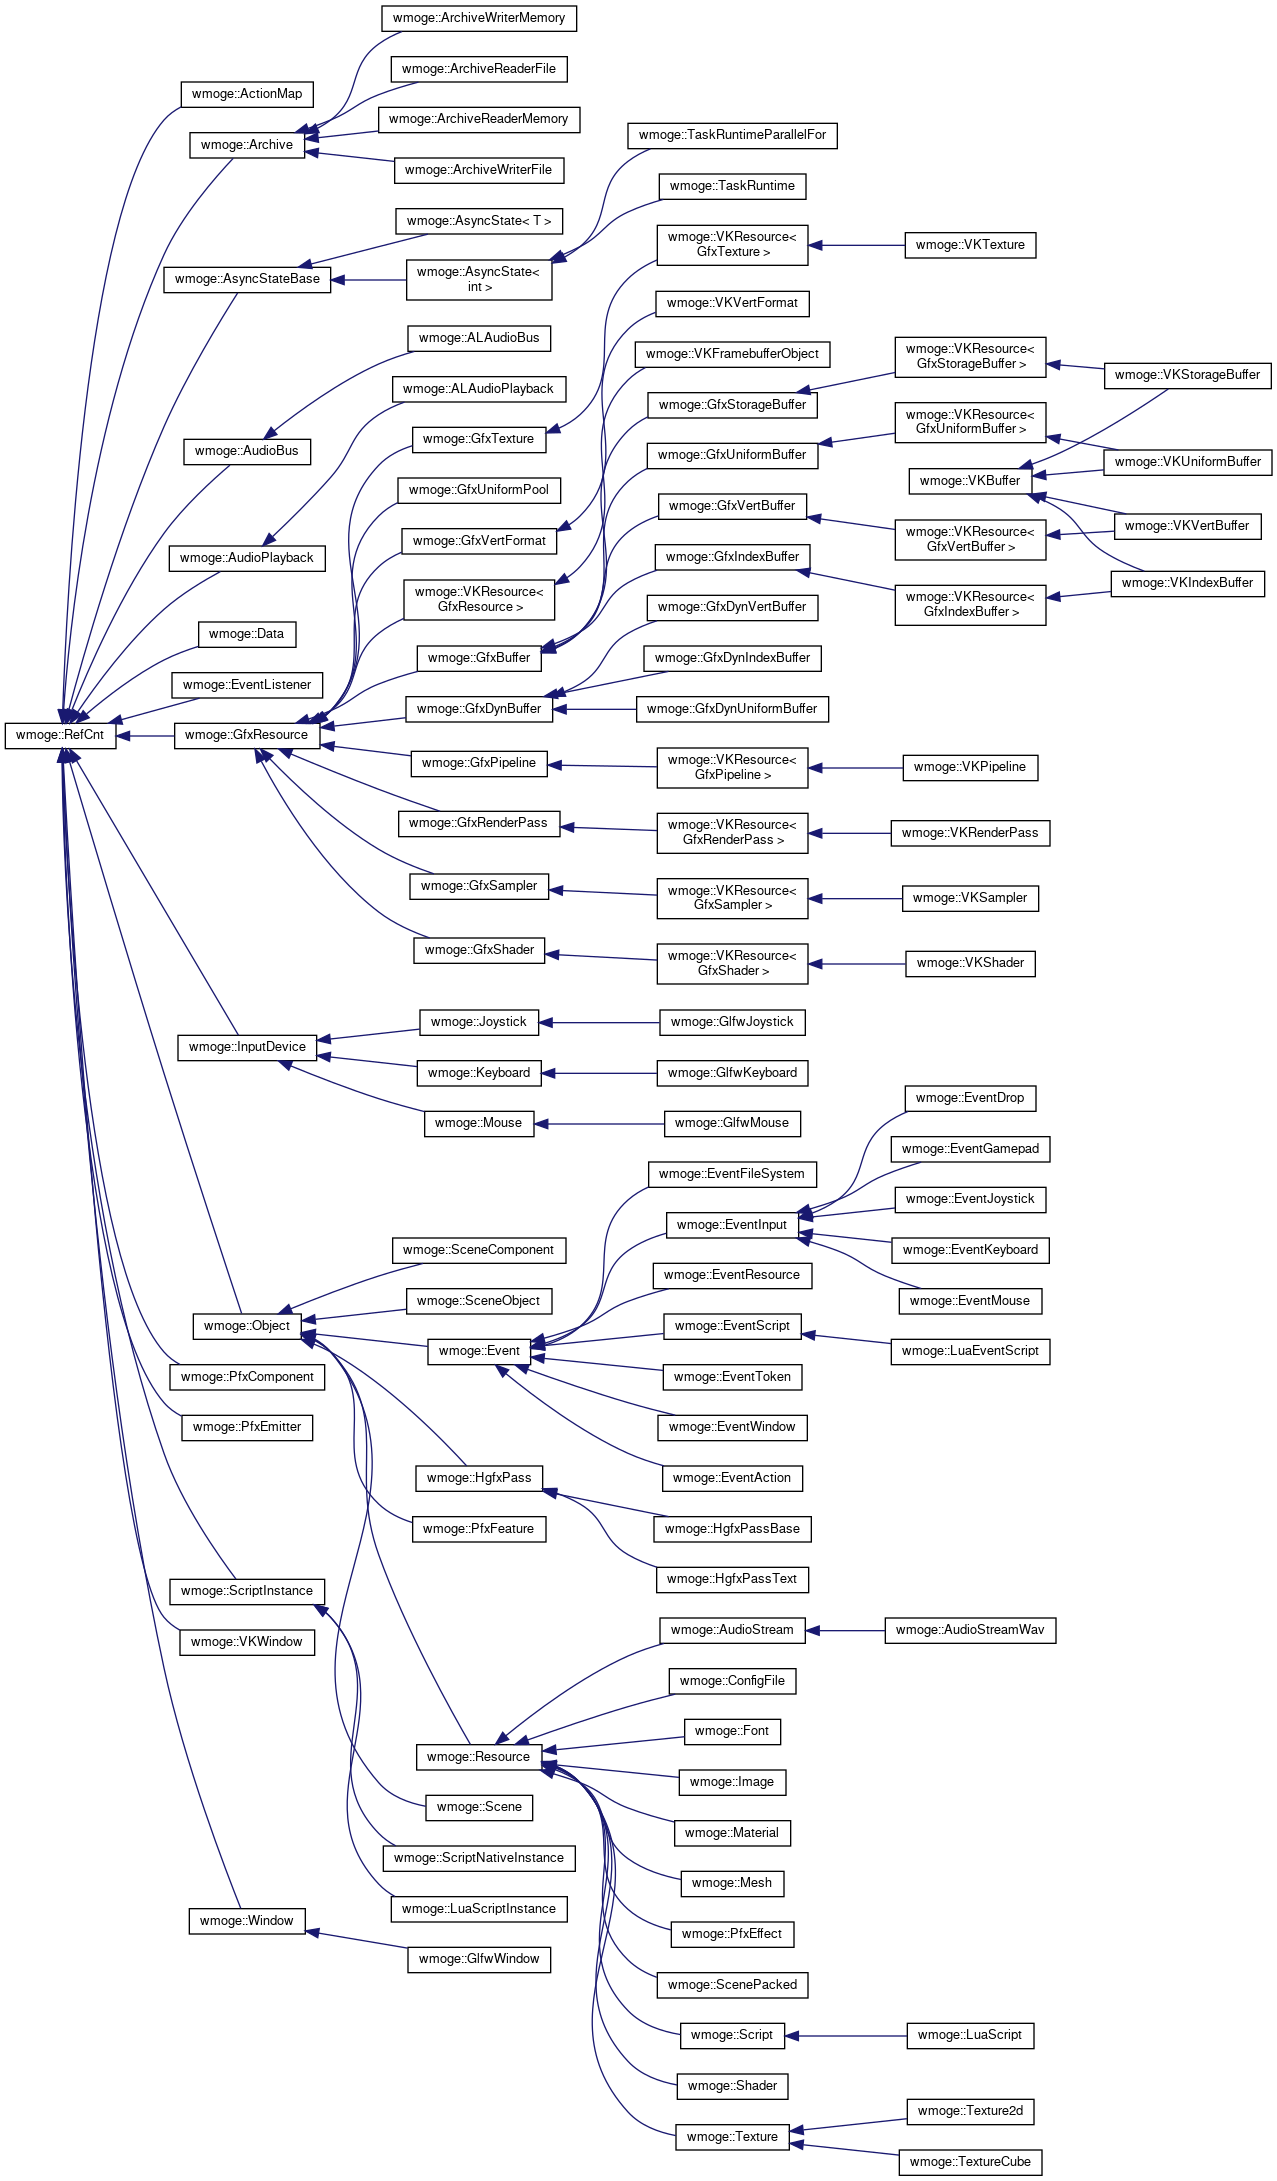 wmoge::ArchiveWriterMemory
wmoge::ArchiveReaderFile
wmoge::ActionMap
wmoge::ArchiveReaderMemory
wmoge::TaskRuntimeParallelFor
wmoge::Archive
wmoge::ArchiveWriterFile
wmoge::TaskRuntime
wmoge::AsyncState< T >
wmoge::VKResource<
GfxTexture >
wmoge::VKTexture
wmoge::AsyncStateBase
wmoge::AsyncState<
int >
wmoge::VKVertFormat
wmoge::ALAudioBus
wmoge::VKFramebufferObject
wmoge::VKResource<
GfxStorageBuffer >
wmoge::VKStorageBuffer
wmoge::ALAudioPlayback
wmoge::GfxStorageBuffer
wmoge::VKResource<
GfxUniformBuffer >
wmoge::GfxTexture
wmoge::AudioBus
wmoge::GfxUniformBuffer
wmoge::VKUniformBuffer
wmoge::VKBuffer
wmoge::GfxUniformPool
wmoge::GfxVertBuffer
wmoge::VKVertBuffer
wmoge::GfxVertFormat
wmoge::VKResource<
GfxVertBuffer >
wmoge::AudioPlayback
wmoge::GfxIndexBuffer
wmoge::VKIndexBuffer
wmoge::VKResource<
GfxResource >
wmoge::VKResource<
GfxIndexBuffer >
wmoge::GfxDynVertBuffer
wmoge::Data
wmoge::GfxBuffer
wmoge::GfxDynIndexBuffer
wmoge::EventListener
wmoge::GfxDynBuffer
wmoge::GfxDynUniformBuffer
wmoge::RefCnt
wmoge::GfxResource
wmoge::GfxPipeline
wmoge::VKResource<
GfxPipeline >
wmoge::VKPipeline
wmoge::GfxRenderPass
wmoge::VKResource<
GfxRenderPass >
wmoge::VKRenderPass
wmoge::GfxSampler
wmoge::VKResource<
GfxSampler >
wmoge::VKSampler
wmoge::GfxShader
wmoge::VKResource<
GfxShader >
wmoge::VKShader
wmoge::Joystick
wmoge::GlfwJoystick
wmoge::InputDevice
wmoge::Keyboard
wmoge::GlfwKeyboard
wmoge::EventDrop
wmoge::Mouse
wmoge::GlfwMouse
wmoge::EventGamepad
wmoge::EventFileSystem
wmoge::EventJoystick
wmoge::EventInput
wmoge::SceneComponent
wmoge::EventKeyboard
wmoge::EventResource
wmoge::SceneObject
wmoge::EventMouse
wmoge::Object
wmoge::EventScript
wmoge::Event
wmoge::LuaEventScript
wmoge::PfxComponent
wmoge::EventToken
wmoge::PfxEmitter
wmoge::EventWindow
wmoge::HgfxPass
wmoge::EventAction
wmoge::PfxFeature
wmoge::HgfxPassBase
wmoge::HgfxPassText
wmoge::ScriptInstance
wmoge::AudioStream
wmoge::AudioStreamWav
wmoge::VKWindow
wmoge::ConfigFile
wmoge::Font
wmoge::Resource
wmoge::Image
wmoge::Scene
wmoge::Material
wmoge::ScriptNativeInstance
wmoge::Mesh
wmoge::LuaScriptInstance
wmoge::Window
wmoge::PfxEffect
wmoge::GlfwWindow
wmoge::ScenePacked
wmoge::Script
wmoge::LuaScript
wmoge::Shader
wmoge::Texture2d
wmoge::Texture
wmoge::TextureCube